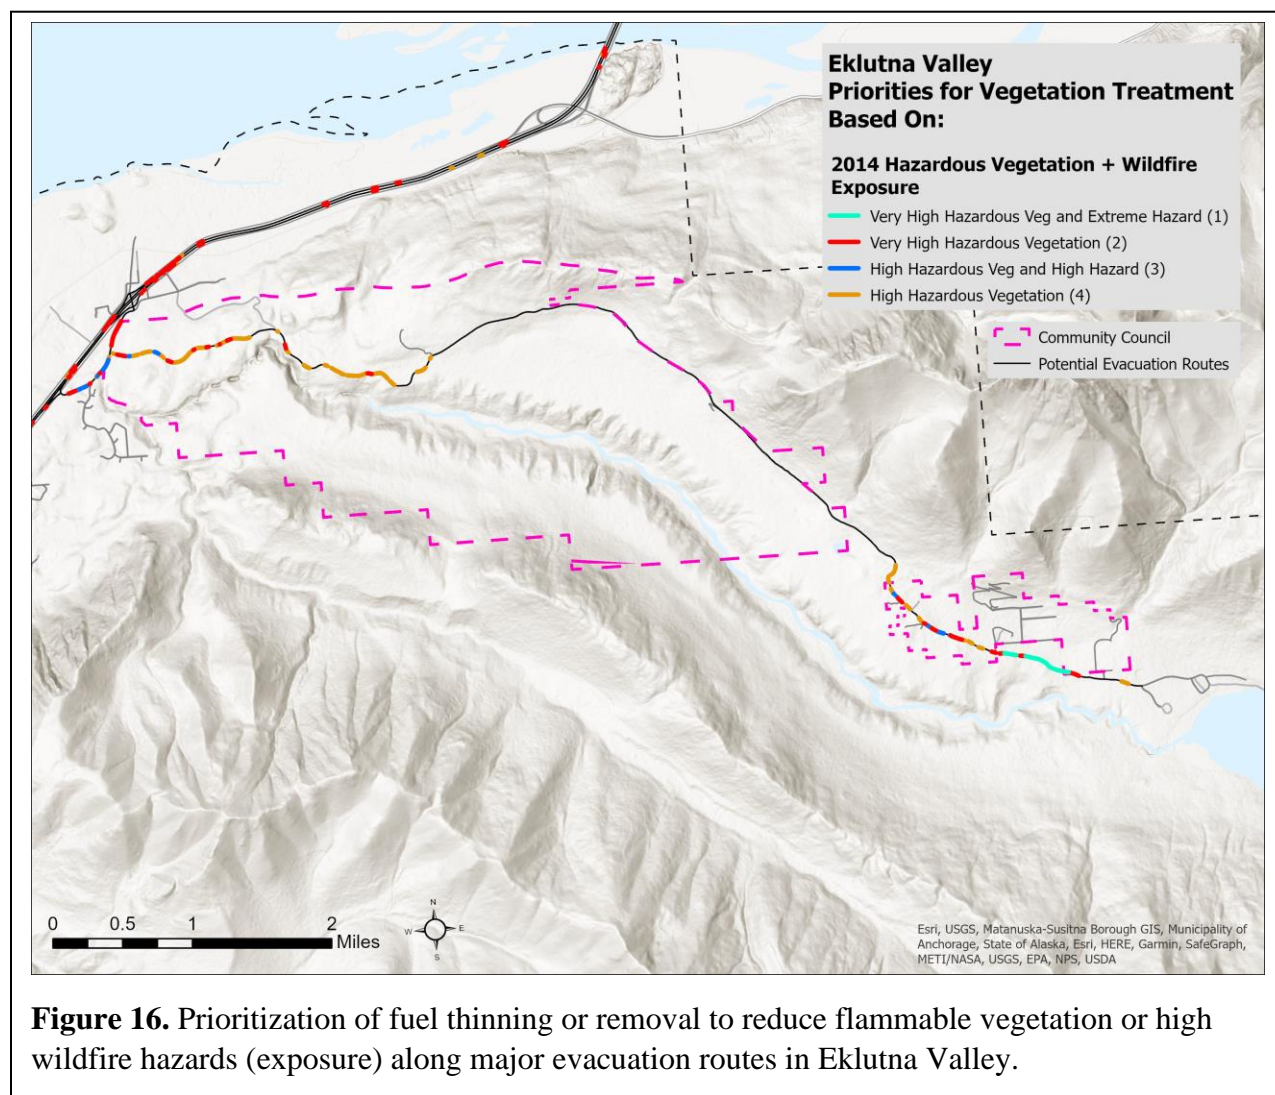 Eklutna Valley
Priorities for Vegetation Treatment
Based On:
2014 Hazardous Vegetation + Wildfire
Exposure
Very High Hazardous Veg and Extreme Hazard (1)
Very High Hazardous Vegetation (2)
High Hazardous Veg and High Hazard (3)
High Hazardous Vegetation (4)
Community Council
Potential Evacuation Routes
0 0.5 1 2
Miles
N
W E
S
Esri, USGS, Matanuska-Susitna Borough GIS, Municipality of
Anchorage, State of Alaska, Esri, HERE, Garmin, SafeGraph,
METI/NASA, USGS, EPA, NPS, USDA
Figure 16. Prioritization of fuel thinning or removal to reduce flammable vegetation or high
wildfire hazards (exposure) along major evacuation routes in Eklutna Valley.